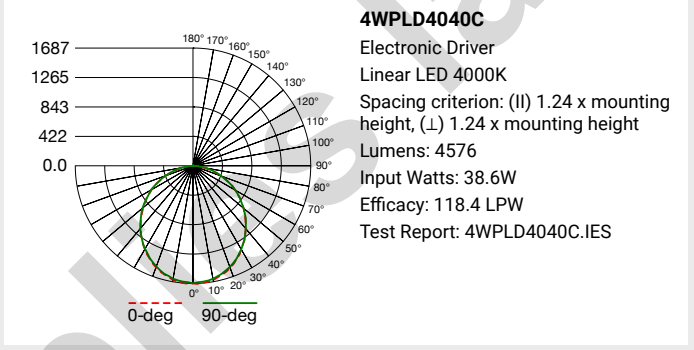 4WPLD4040C
Electronic Driver
Linear LED 4000K
Spacing criterion: (II) 1.24 x mounting
height, (⊥) 1.24 x mounting height
Lumens: 4576
Input Watts: 38.6W
Efficacy: 118.4 LPW
Test Report: 4WPLD4040C.IES
1687
1265
843
422
0.0
180°
170°
160°
150°
140°
130°
120°
110°
100°
90°
80°
70°
60°
50°
40°
30°
20°
10°
0°
0-deg
90-deg